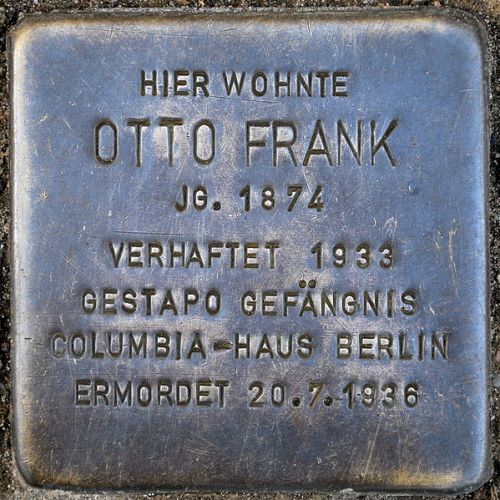 HIER WOHNTE
OTTO FRANK
JG. 1874
VERHAFTET 1933
GESTAPO GEFÄNGNIS
COLUMBIA-HAUS BERLIN
ERMORDET 20.7.1936